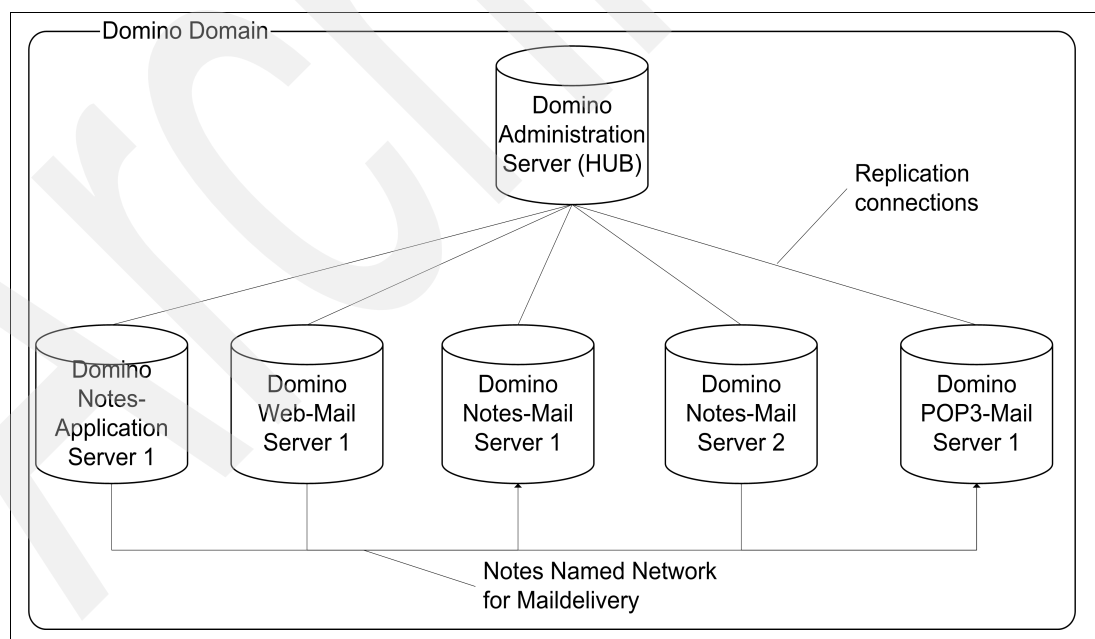 Domino Domain
Domino
Administration
Server (HUB)
Replication
connections
Domino
Notes-
Application
Server 1
Domino
Web-Mail
Server 1
Domino
Notes-Mail
Server 1
Domino
Notes-Mail
Server 2
Domino
POP3-Mail
Server 1
Notes Named Network
for Maildelivery